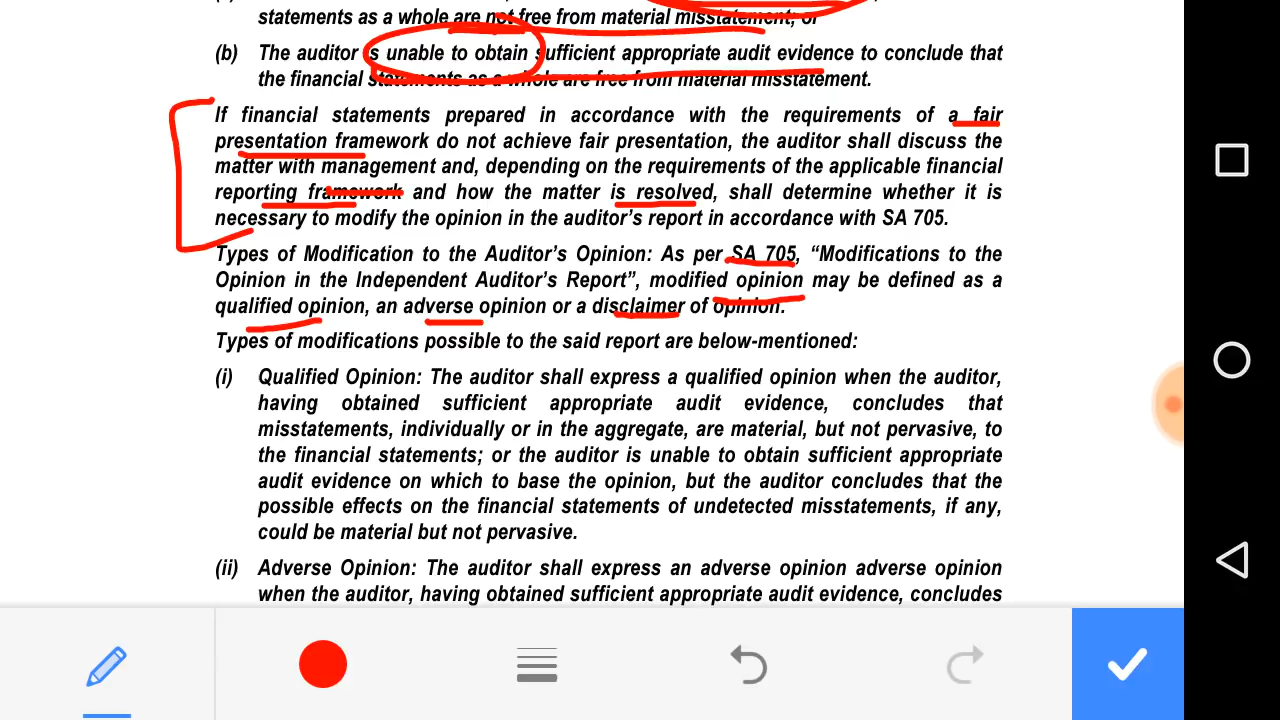 statements as a whole are not free from material misstatement; or
(b) The auditor is unable to obtain sufficient appropriate audit evidence to conclude that
the financial statements as a whole are free from material misstatement.
If financial statements prepared in accordance with the requirements of a fair
presentation framework do not achieve fair presentation, the auditor shall discuss the
matter with management and, depending on the requirements of the applicable financial
reporting framework and how the matter is resolved, shall determine whether it is
necessary to modify the opinion in the auditor's report in accordance with SA 705.
Types of Modification to the Auditor's Opinion: As per SA 705, “Modifications to the
Opinion in the Independent Auditor's Report”, modified opinion may be defined as a
qualified opinion, an adverse opinion or a disclaimer of opinion.
Types of modifications possible to the said report are below-mentioned:
(i) Qualified Opinion: The auditor shall express a qualified opinion when the auditor,
having obtained sufficient appropriate audit evidence, concludes that
misstatements, individually or in the aggregate, are material, but not pervasive, to
the financial statements; or the auditor is unable to obtain sufficient appropriate
audit evidence on which to base the opinion, but the auditor concludes that the
possible effects on the financial statements of undetected misstatements, if any,
could be material but not pervasive.
(ii) Adverse Opinion: The auditor shall express an adverse opinion adverse opinion
when the auditor, having obtained sufficient appropriate audit evidence, concludes